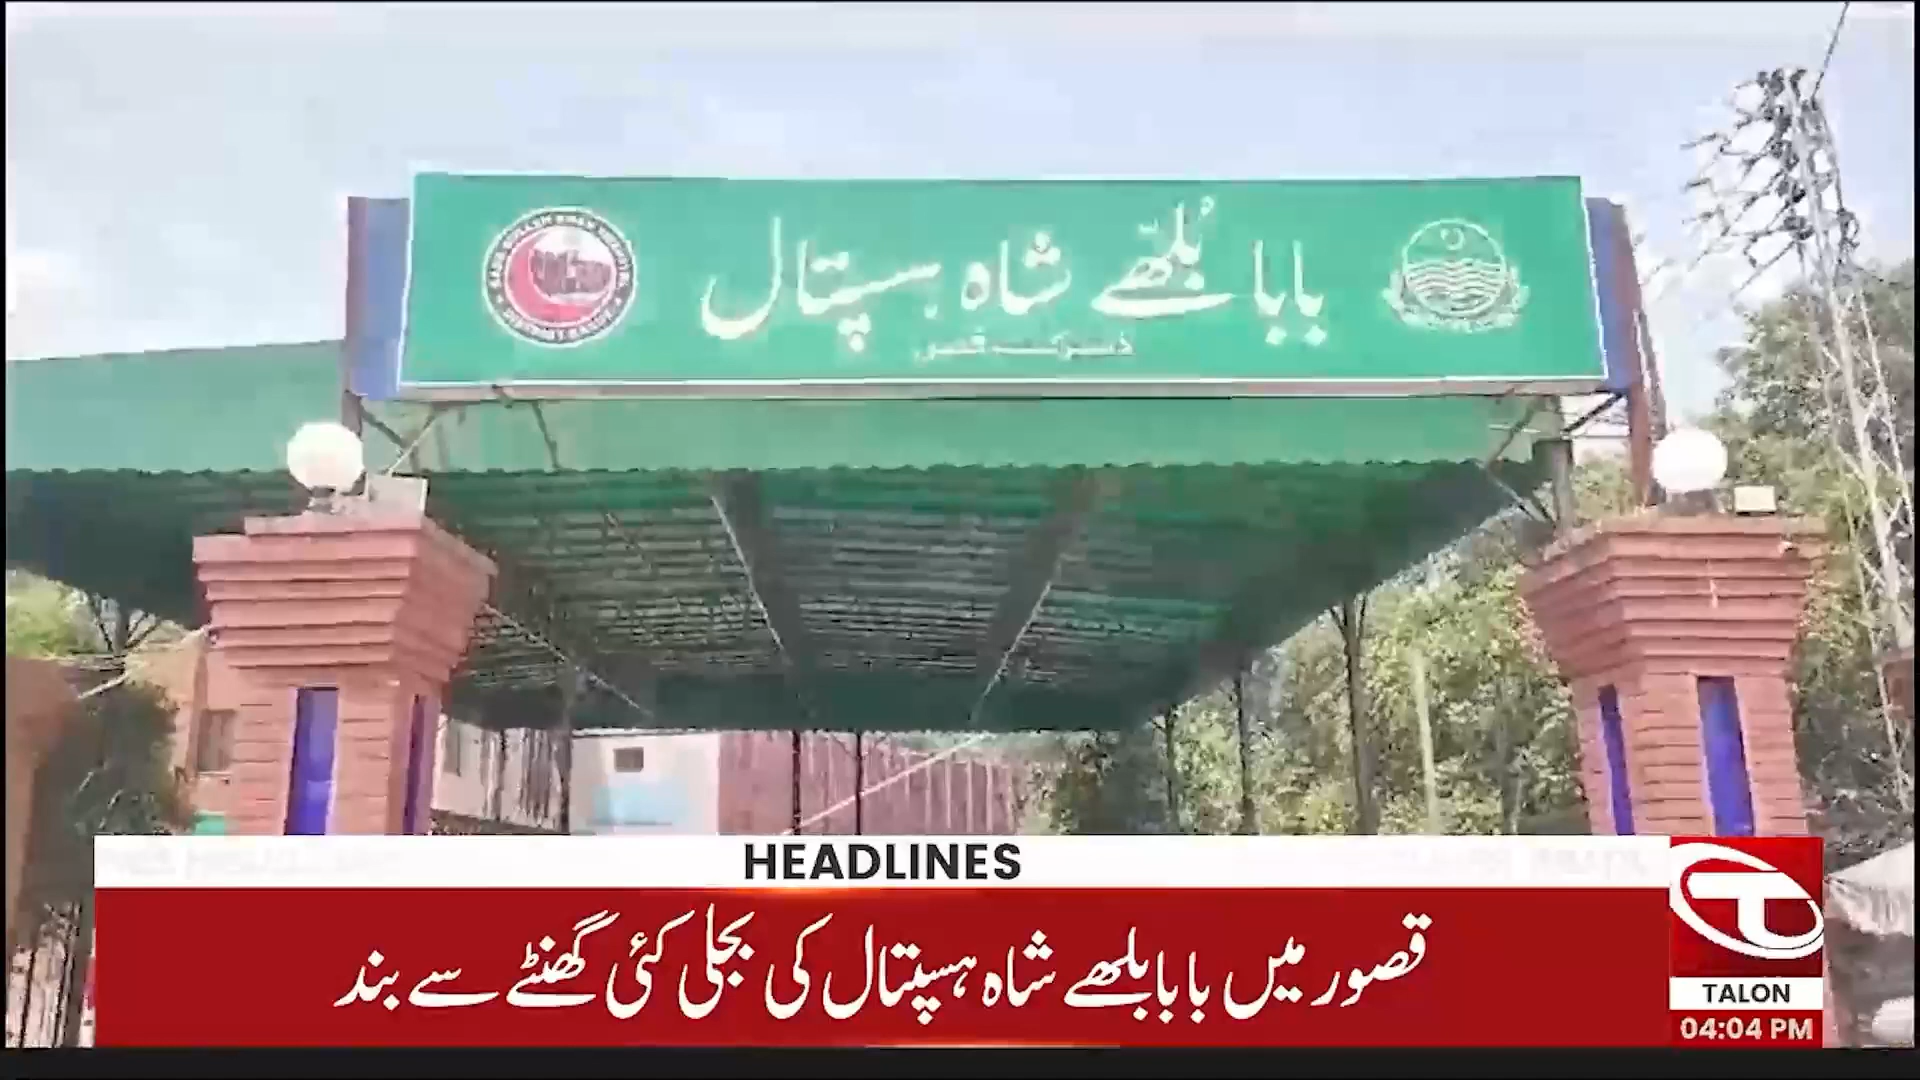 بابا بُلھّے شاہ ہسپتال
HEADLINES
قصور میں بابا بلھے شاہ ہسپتال کی بجلی کئی گھنٹے سے بند
TALON
04:04 PM